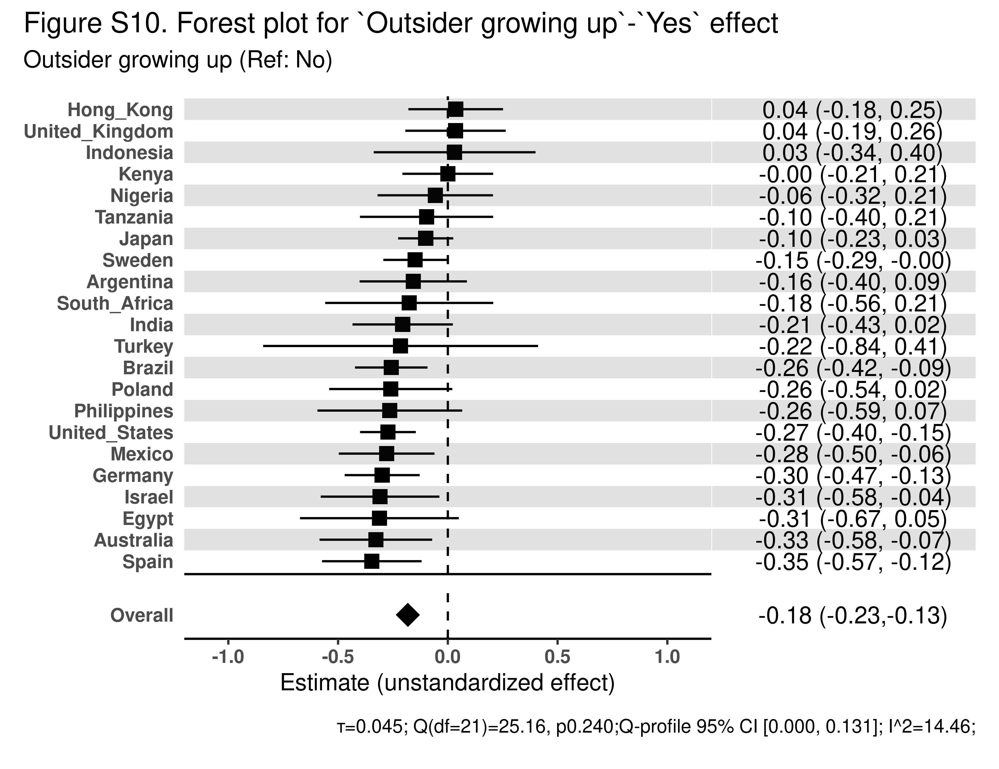 Figure S10. Forest plot for `Outsider growing up`-`Yes` effect
Outsider growing up (Ref: No)
Hong_Kong 0.04 (-0.18, 0.25)
United_Kingdom 0.04 (-0.19, 0.26)
Indonesia 0.03 (-0.34, 0.40)
Kenya -0.00 (-0.21, 0.21)
Nigeria -0.06 (-0.32, 0.21)
Tanzania -0.10 (-0.40, 0.21)
Japan -0.10 (-0.23, 0.03)
Sweden -0.15 (-0.29, -0.00)
Argentina -0.16 (-0.40, 0.09)
South_Africa -0.18 (-0.56, 0.21)
India -0.21 (-0.43, 0.02)
Turkey -0.22 (-0.84, 0.41)
Brazil -0.26 (-0.42, -0.09)
Poland -0.26 (-0.54, 0.02)
Philippines -0.26 (-0.59, 0.07)
United_States -0.27 (-0.40, -0.15)
Mexico -0.28 (-0.50, -0.06)
Germany -0.30 (-0.47, -0.13)
Israel -0.31 (-0.58, -0.04)
Egypt -0.31 (-0.67, 0.05)
Australia -0.33 (-0.58, -0.07)
Spain -0.35 (-0.57, -0.12)
Overall -0.18 (-0.23,-0.13)
-1.0 -0.5 0.0 0.5 1.0
Estimate (unstandardized effect)
τ=0.045; Q(df=21)=25.16, p0.240;Q-profile 95% CI [0.000, 0.131]; I^2=14.46;